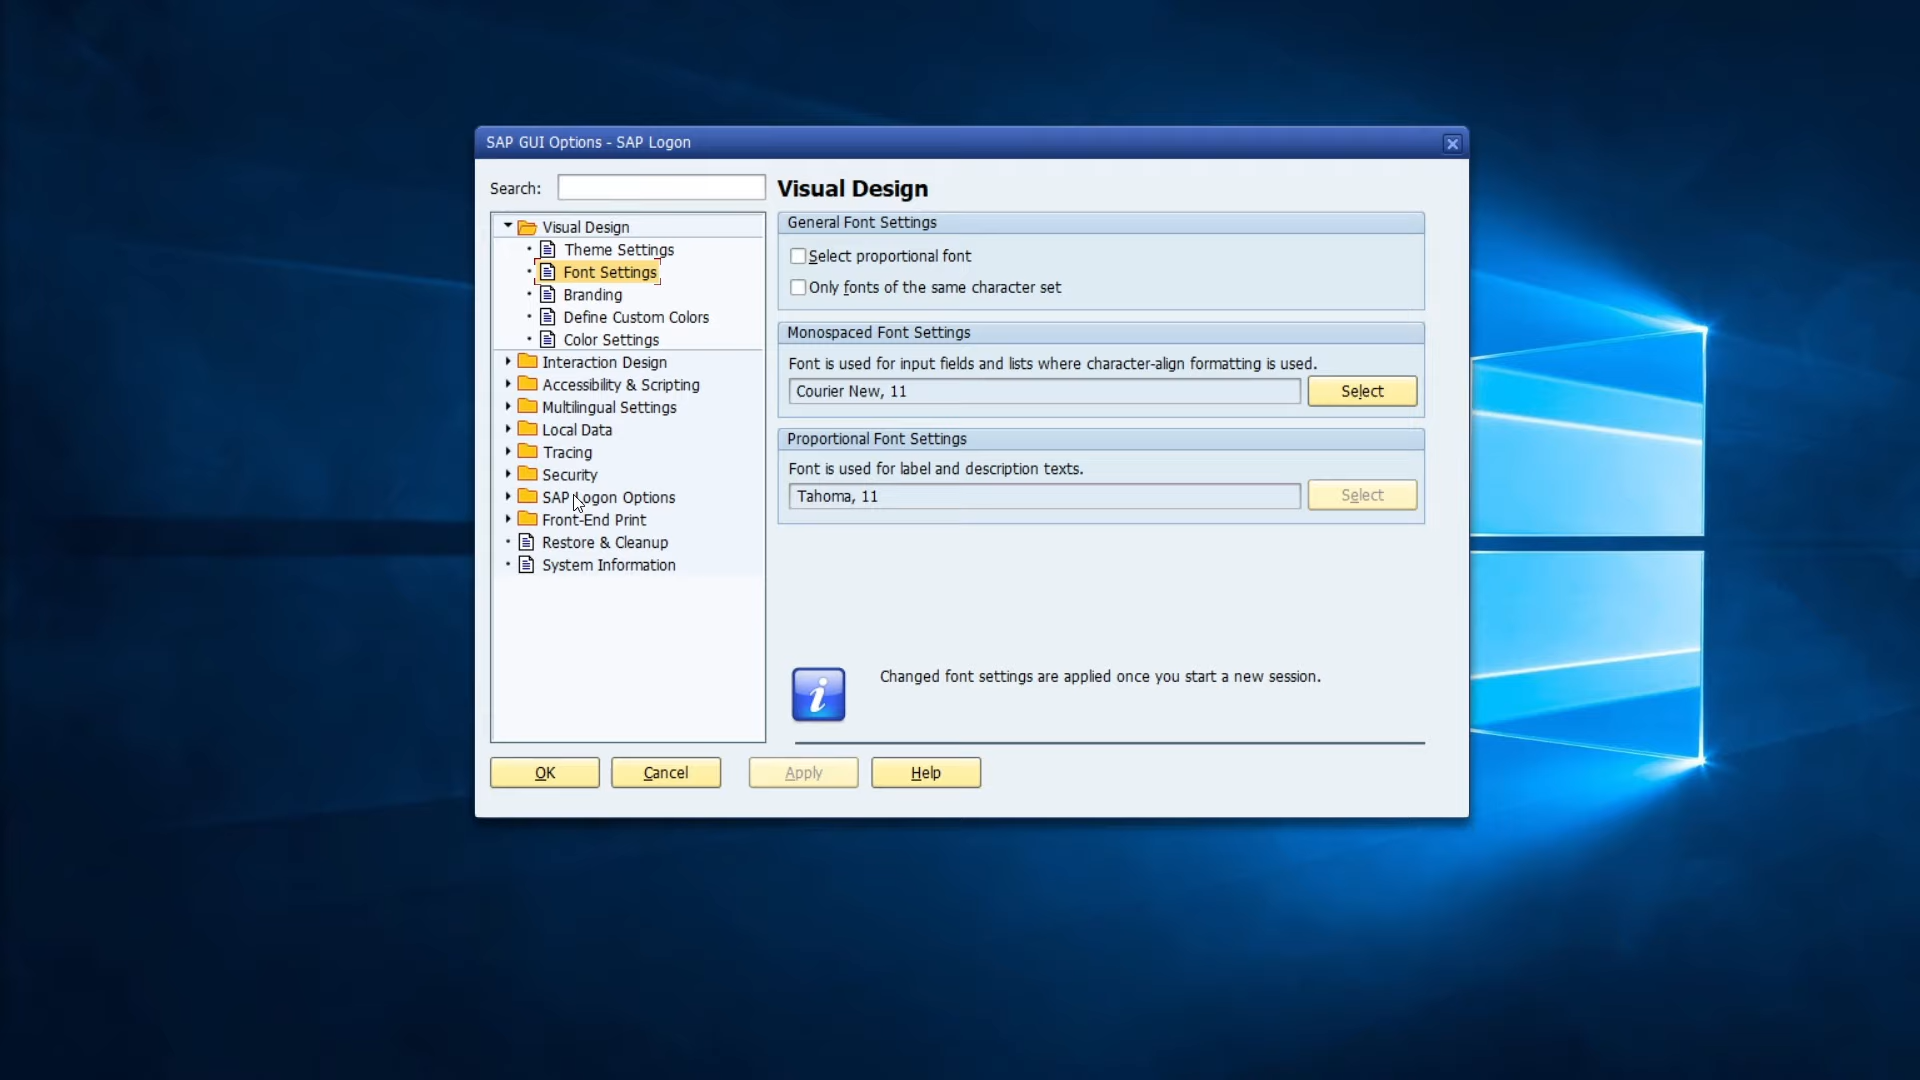 SAP GUI Options - SAP Logon
Search:
Visual Design
Theme Settings
Font Settings
Branding
Define Custom Colors
Color Settings
Interaction Design
Accessibility & Scripting
Multilingual Settings
Local Data
Tracing
Security
SAP Logon Options
Front-End Print
Restore & Cleanup
System Information
Visual Design
General Font Settings
Select proportional font
Only fonts of the same character set
Monospaced Font Settings
Font is used for input fields and lists where character-align formatting is used.
Courier New, 11
Select
Proportional Font Settings
Font is used for label and description texts.
Tahoma, 11
Select
Changed font settings are applied once you start a new session.
OK
Cancel
Apply
Help